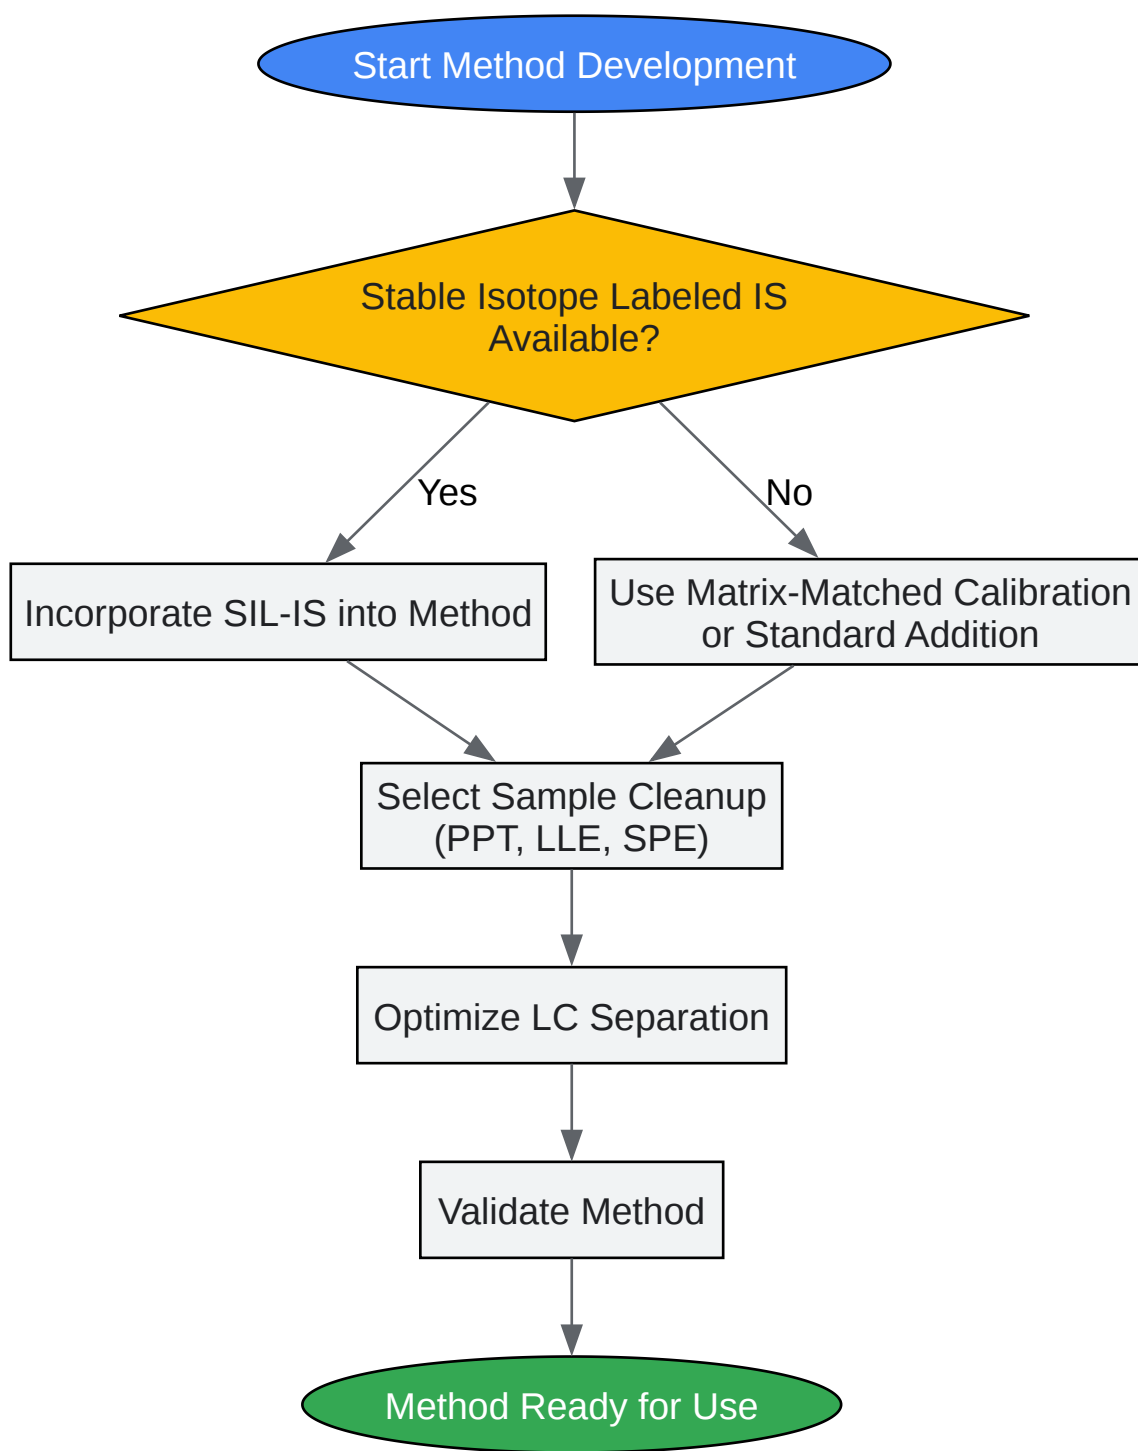 Start Method Development
Stable Isotope Labeled IS
Available?
Yes
No
Incorporate SIL-IS into Method
Use Matrix-Matched Calibration
or Standard Addition
Select Sample Cleanup
(PPT, LLE, SPE)
Optimize LC Separation
Validate Method
Method Ready for Use